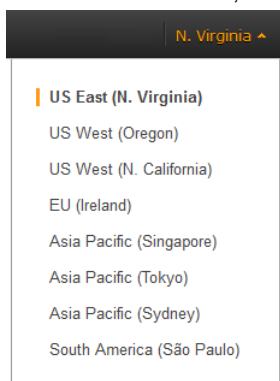 N. Virginia
US East (N. Virginia)
US West (Oregon)
US West (N. California)
EU (Ireland)
Asia Pacific (Singapore)
Asia Pacific (Tokyo)
Asia Pacific (Sydney)
South America (São Paulo)